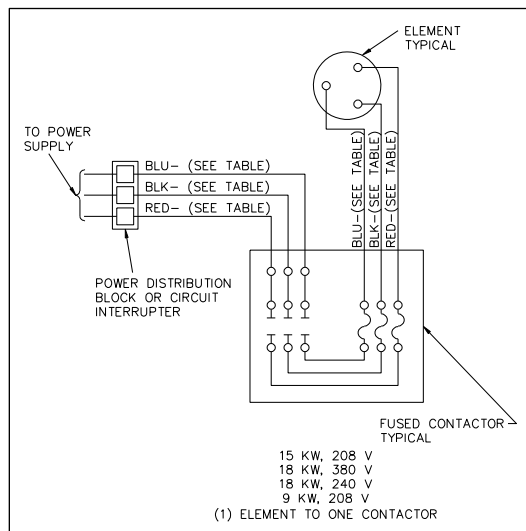 ELEMENT
TYPICAL
TO POWER
SUPPLY
BLU- (SEE TABLE)
BLK- (SEE TABLE)
RED- (SEE TABLE)
BLU-(SEE TABLE)
BLK-(SEE TABLE)
RED-(SEE TABLE)
POWER DISTRIBUTION
BLOCK OR CIRCUIT
INTERRUPTER
FUSED CONTACTOR
TYPICAL
15 KW, 208 V
18 KW, 380 V
18 KW, 240 V
9 KW, 208 V
(1) ELEMENT TO ONE CONTACTOR